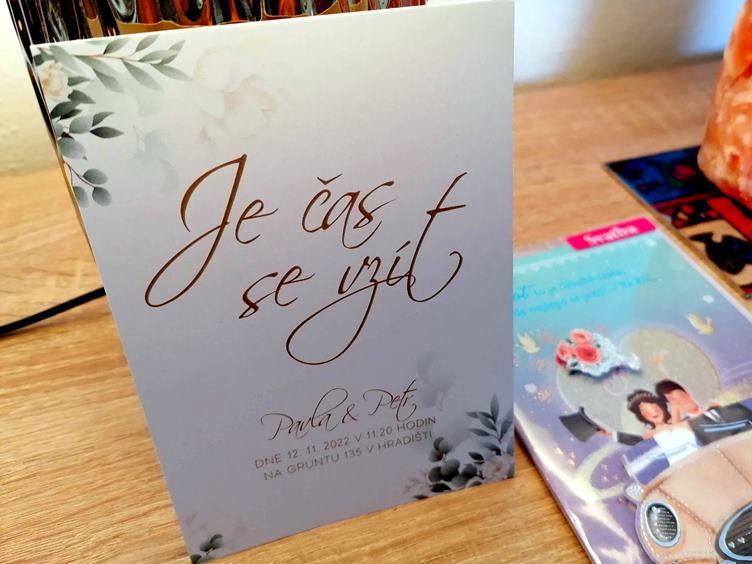 Je čas
se vzít
Pavla & Petr
DNE 12. 11. 2022 V 11:20 HODIN
NA GRUNTU 135 V HRADIŠTI
Svatba